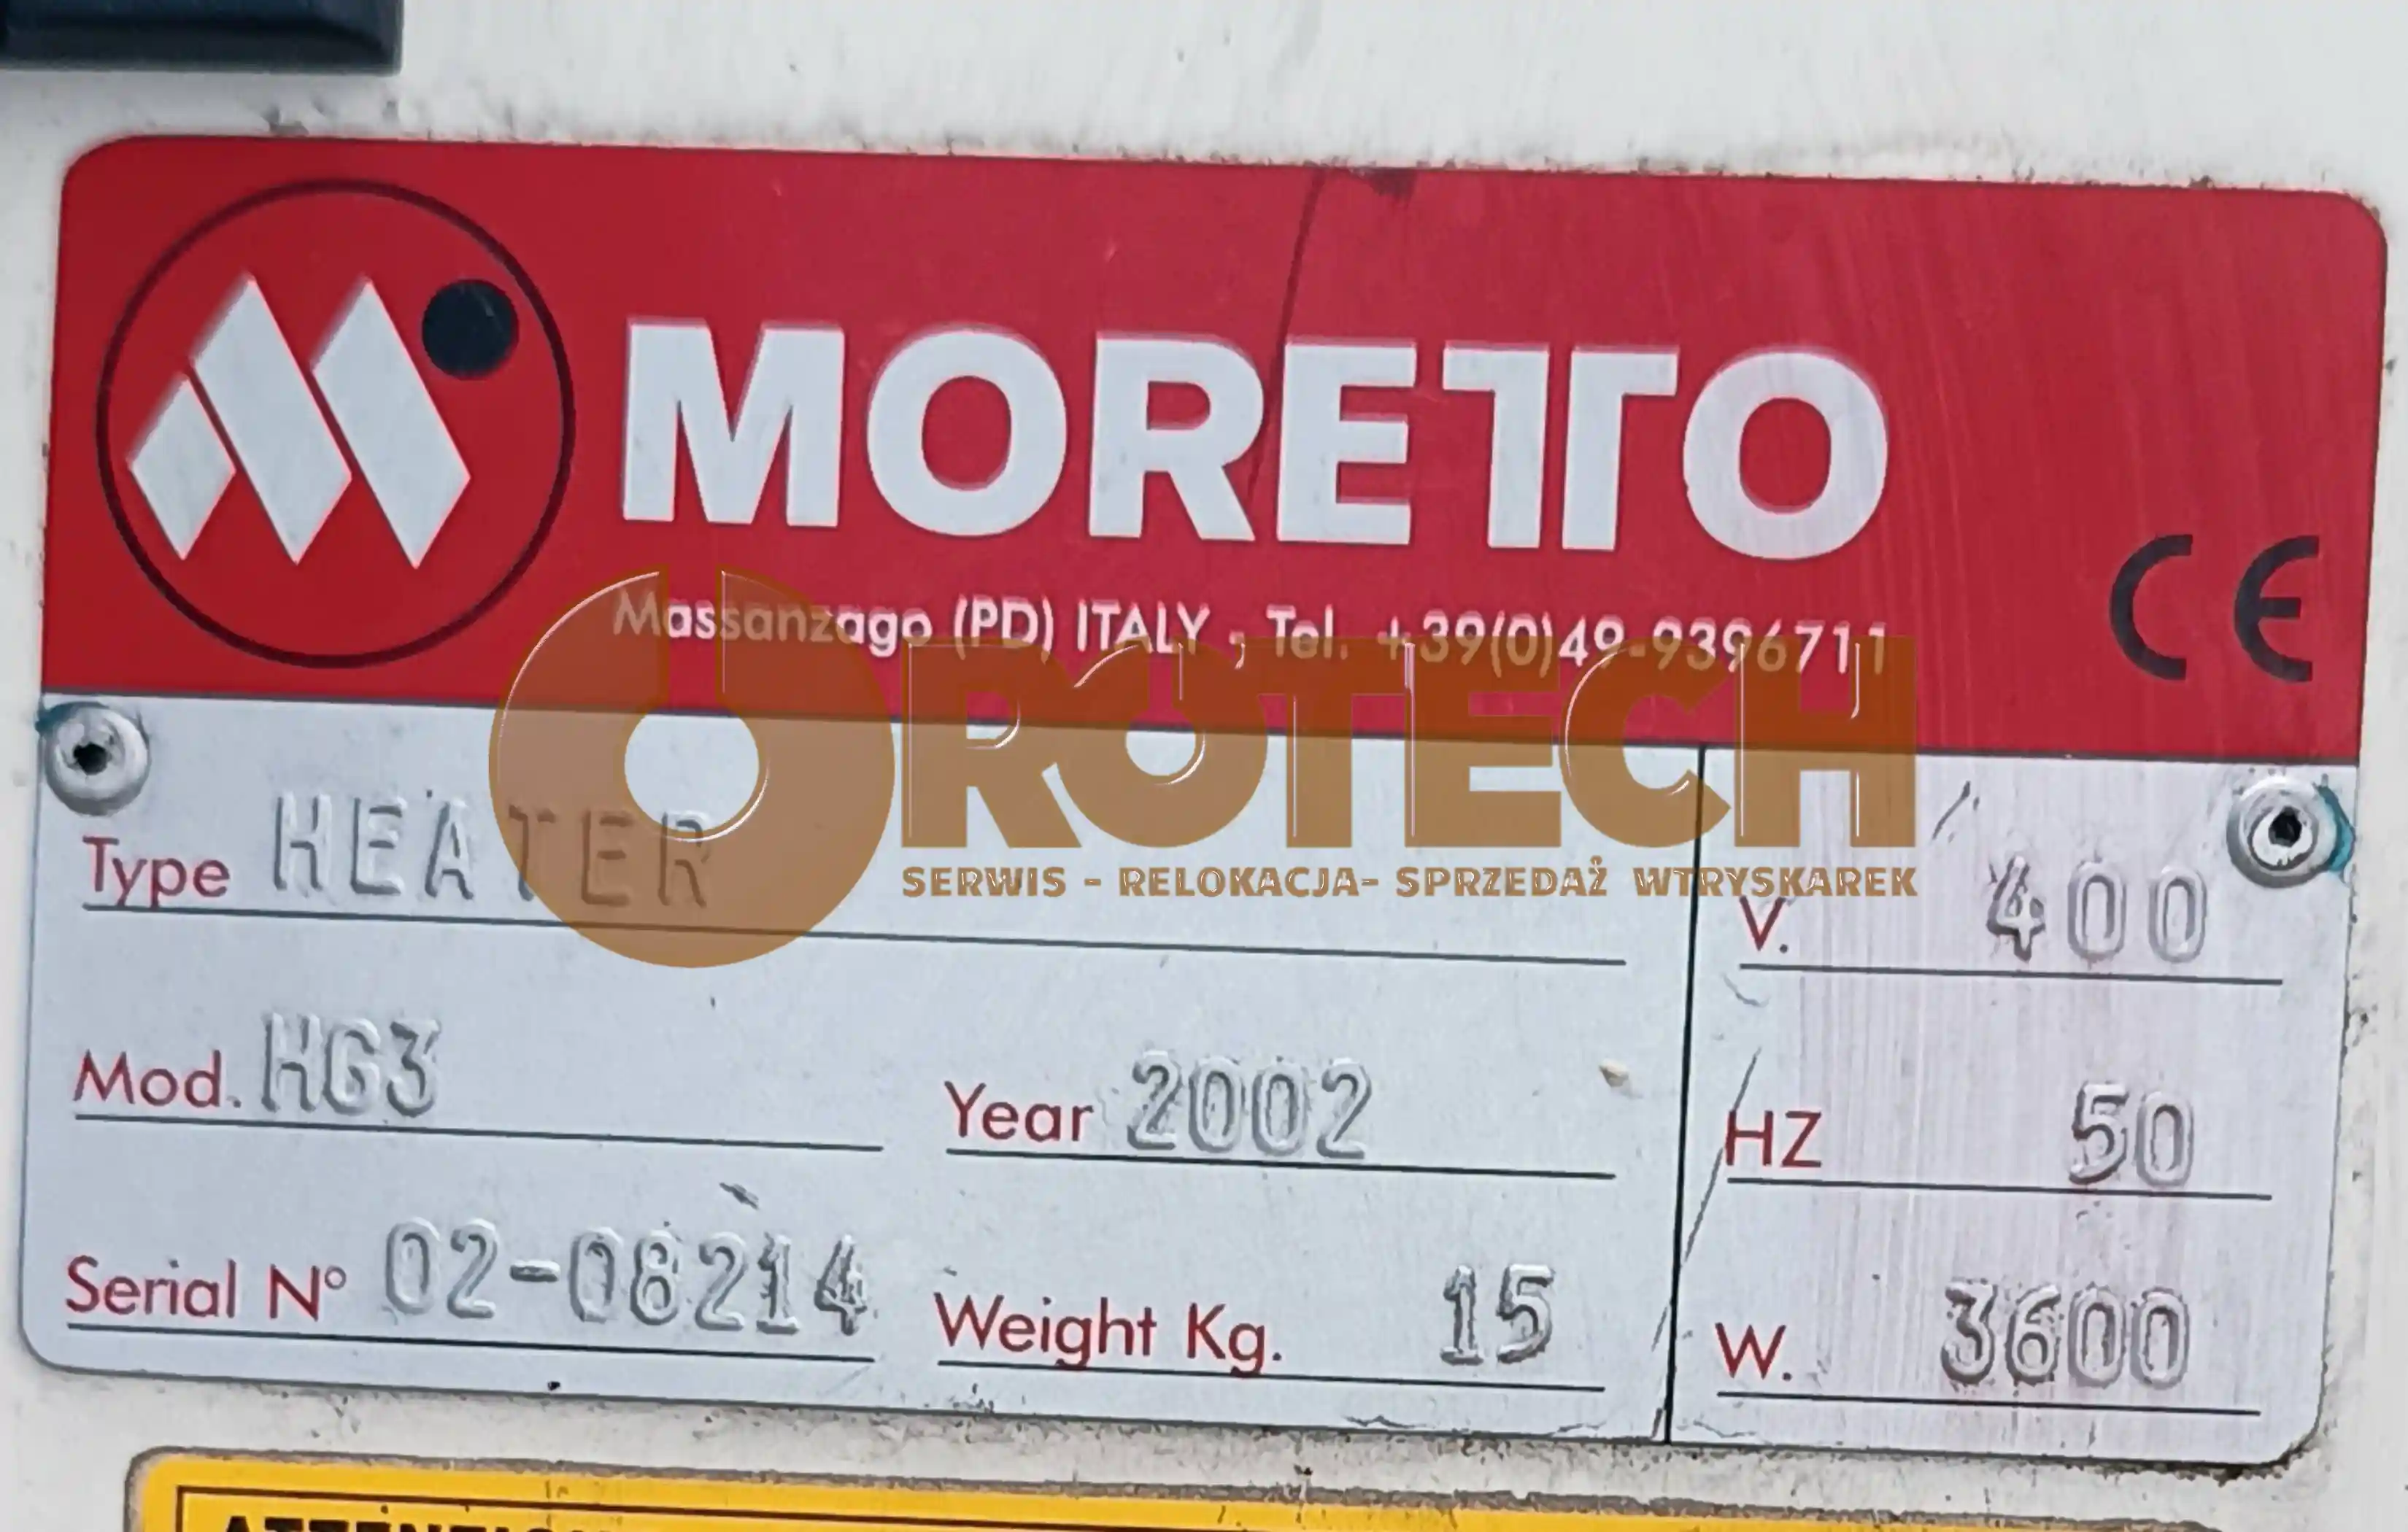 MORETTO
Massanzago (PD) ITALY , Tel. +39(0)49-9396711
CE
OROTECH
SERWIS - RELOKACJA- SPRZEDAŻ WTRYSKAREK
Type HEATER
V. 400
Mod. HG3
Year 2002
HZ 50
Serial N° 02-08214
Weight Kg. 15
W. 3600